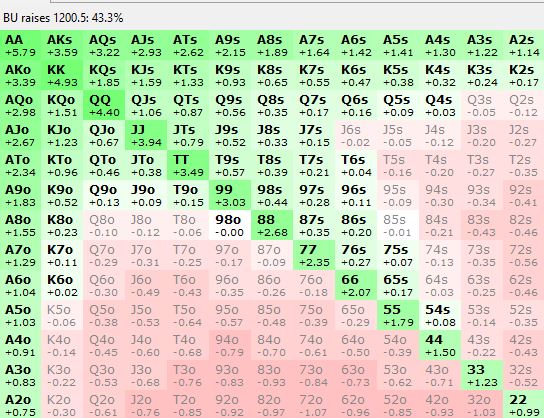 BU raises 1200.5: 43.3%
AA AKs AQs AJs ATs A9s A8s A7s A6s A5s A4s A3s A2s
+5.79 +3.59 +3.22 +2.93 +2.62 +2.15 +1.89 +1.64 +1.42 +1.41 +1.30 +1.22 +1.14
AKo KK KQs KJs KTs K9s K8s K7s K6s K5s K4s K3s K2s
+3.39 +4.93 +1.85 +1.59 +1.33 +0.93 +0.65 +0.55 +0.47 +0.38 +0.32 +0.24 +0.17
AQo KQo QQ QJs QTs Q9s Q8s Q7s Q6s Q5s Q4s Q3s Q2s
+2.98 +1.51 +4.40 +1.06 +0.87 +0.56 +0.35 +0.17 +0.16 +0.09 +0.03 -0.05 -0.12
AJo KJo QJo JJ JTs J9s J8s J7s J6s J5s J4s J3s J2s
+2.67 +1.23 +0.67 +3.94 +0.79 +0.52 +0.33 +0.15 -0.02 -0.05 -0.12 -0.20 -0.27
ATo KTo QTo JTo TT T9s T8s T7s T6s T5s T4s T3s T2s
+2.34 +0.96 +0.46 +0.38 +3.49 +0.57 +0.39 +0.21 +0.04 -0.16 -0.20 -0.27 -0.35
A9o K9o Q9o J9o T9o 99 98s 97s 96s 95s 94s 93s 92s
+1.83 +0.52 +0.13 +0.09 +0.15 +3.03 +0.44 +0.28 +0.11 -0.09 -0.30 -0.34 -0.41
A8o K8o Q8o J8o T8o 98o 88 87s 86s 85s 84s 83s 82s
+1.55 +0.23 -0.10 -0.12 -0.06 -0.00 +2.68 +0.35 +0.20 -0.01 -0.21 -0.43 -0.46
A7o K7o Q7o J7o T7o 97o 87o 77 76s 75s 74s 73s 72s
+1.29 +0.11 -0.29 -0.31 -0.25 -0.17 -0.09 +2.35 +0.27 +0.07 -0.13 -0.35 -0.56
A6o K6o Q6o J6o T6o 96o 86o 76o 66 65s 64s 63s 62s
+1.04 +0.02 -0.30 -0.49 -0.43 -0.35 -0.26 -0.18 +2.07 +0.17 -0.03 -0.25 -0.46
A5o K5o Q5o J5o T5o 95o 85o 75o 65o 55 54s 53s 52s
+1.03 -0.06 -0.38 -0.53 -0.64 -0.57 -0.48 -0.39 -0.29 +1.79 +0.08 -0.14 -0.35
A4o K4o Q4o J4o T4o 94o 84o 74o 64o 54o 44 43s 42s
+0.91 -0.14 -0.45 -0.60 -0.68 -0.79 -0.70 -0.61 -0.50 -0.39 +1.50 -0.22 -0.43
A3o K3o Q3o J3o T3o 93o 83o 73o 63o 53o 43o 33 32s
+0.83 -0.22 -0.53 -0.68 -0.76 -0.83 -0.93 -0.84 -0.73 -0.62 -0.71 +1.23 -0.52
A2o K2o Q2o J2o T2o 92o 82o 72o 62o 52o 42o 32o 22
+0.75 -0.30 -0.61 -0.76 -0.85 -0.92 -0.97 -1.07 -0.96 -0.85 -0.93 -1.03 +0.99